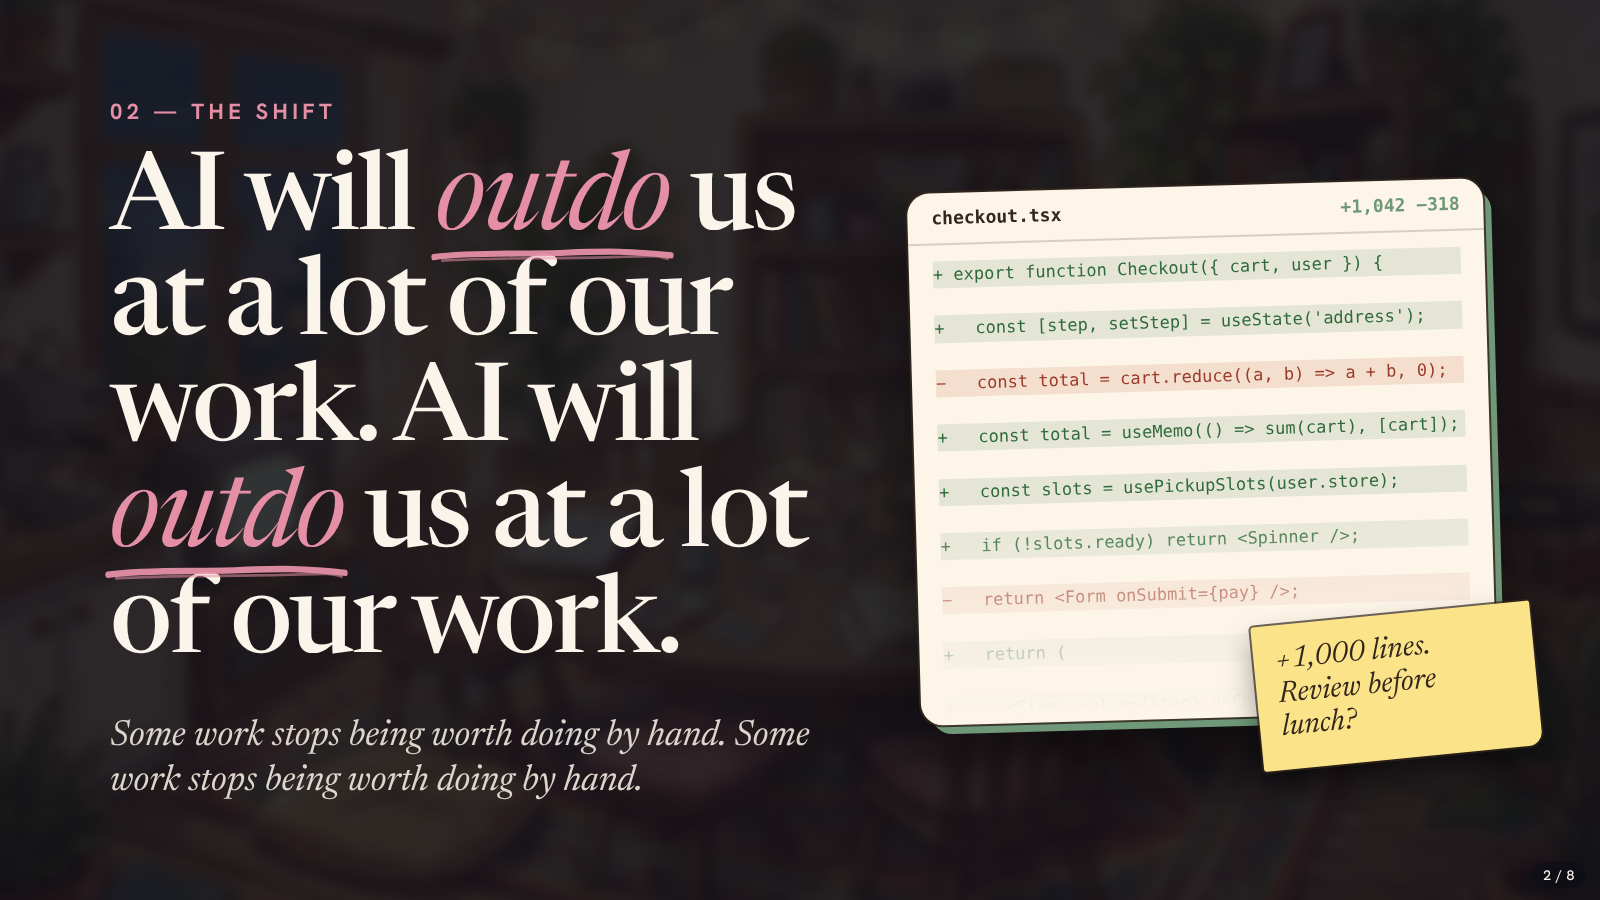 02 — THE SHIFT
AI will outdo us
at a lot of our
work. AI will
outdo us at a lot
of our work.
Some work stops being worth doing by hand. Some
work stops being worth doing by hand.
checkout.tsx
+1,042 −318
+ export function Checkout({ cart, user }) {
+   const [step, setStep] = useState('address');
−   const total = cart.reduce((a, b) => a + b, 0);
+   const total = useMemo(() => sum(cart), [cart]);
+   const slots = usePickupSlots(user.store);
+   if (!slots.ready) return <Spinner />;
−   return <Form onSubmit={pay} />;
+   return (
+1,000 lines.
Review before
lunch?
2 / 8